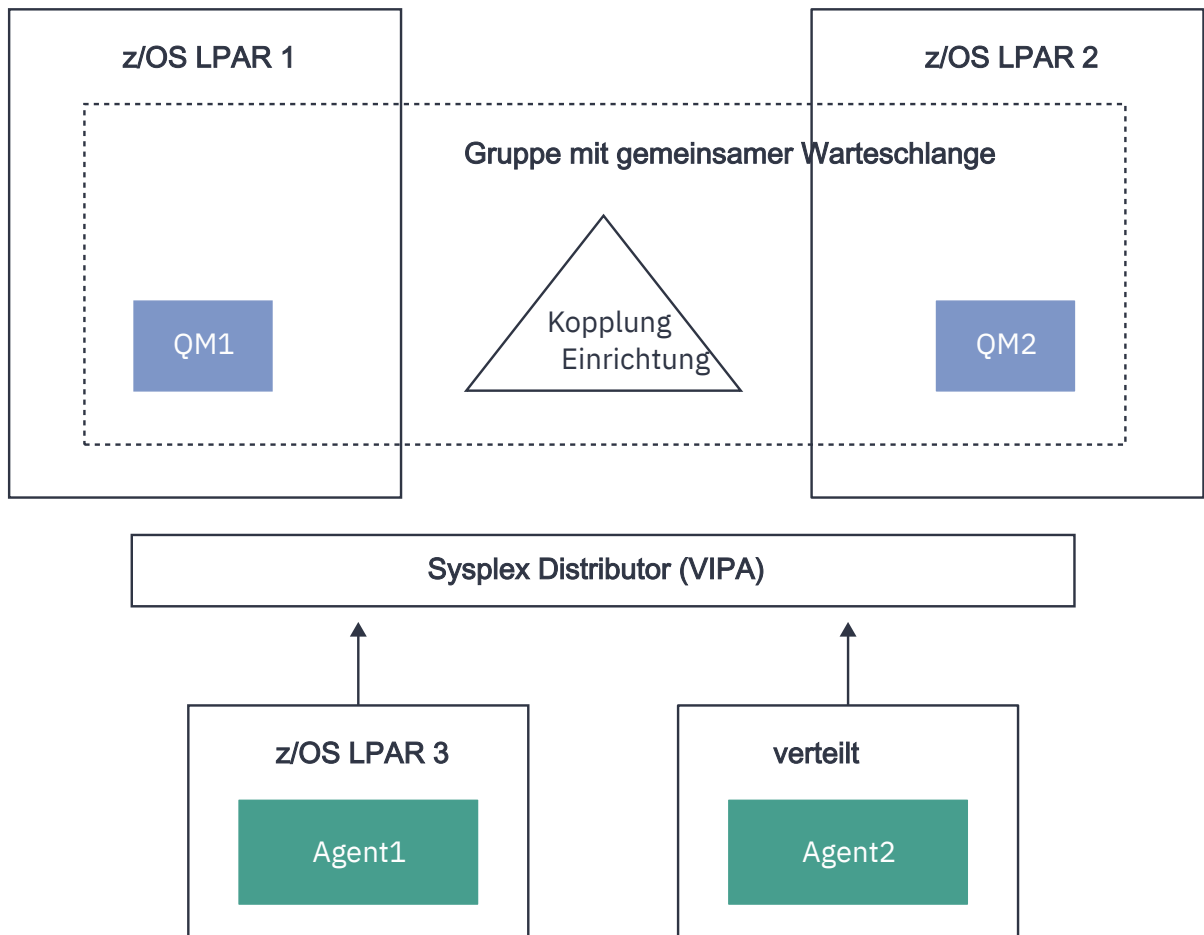 z/OS LPAR 1
z/OS LPAR 2
Gruppe mit gemeinsamer Warteschlange
Kopplung
Einrichtung
QM1
QM2
Sysplex Distributor (VIPA)
z/OS LPAR 3
verteilt
Agent1
Agent2